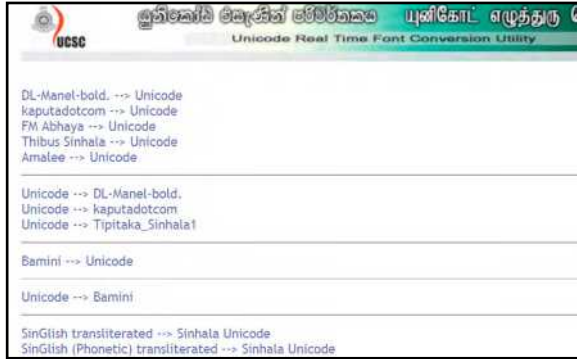 UCSC
යුනිකෝඩ් யுனிகோட் எழுத்துரு
Unicode Real Time Font Conversion Utility
DL-Manel-bold. --> Unicode
kaputadotcom --> Unicode
FM Abhaya --> Unicode
Thibus Sinhala --> Unicode
Amalee --> Unicode
Unicode --> DL-Manel-bold.
Unicode --> kaputadotcom
Unicode --> Tipitaka_Sinhala1
Bamini --> Unicode
Unicode --> Bamini
SinGlish transliterated --> Sinhala Unicode
SinGlish (Phonetic) transliterated --> Sinhala Unicode